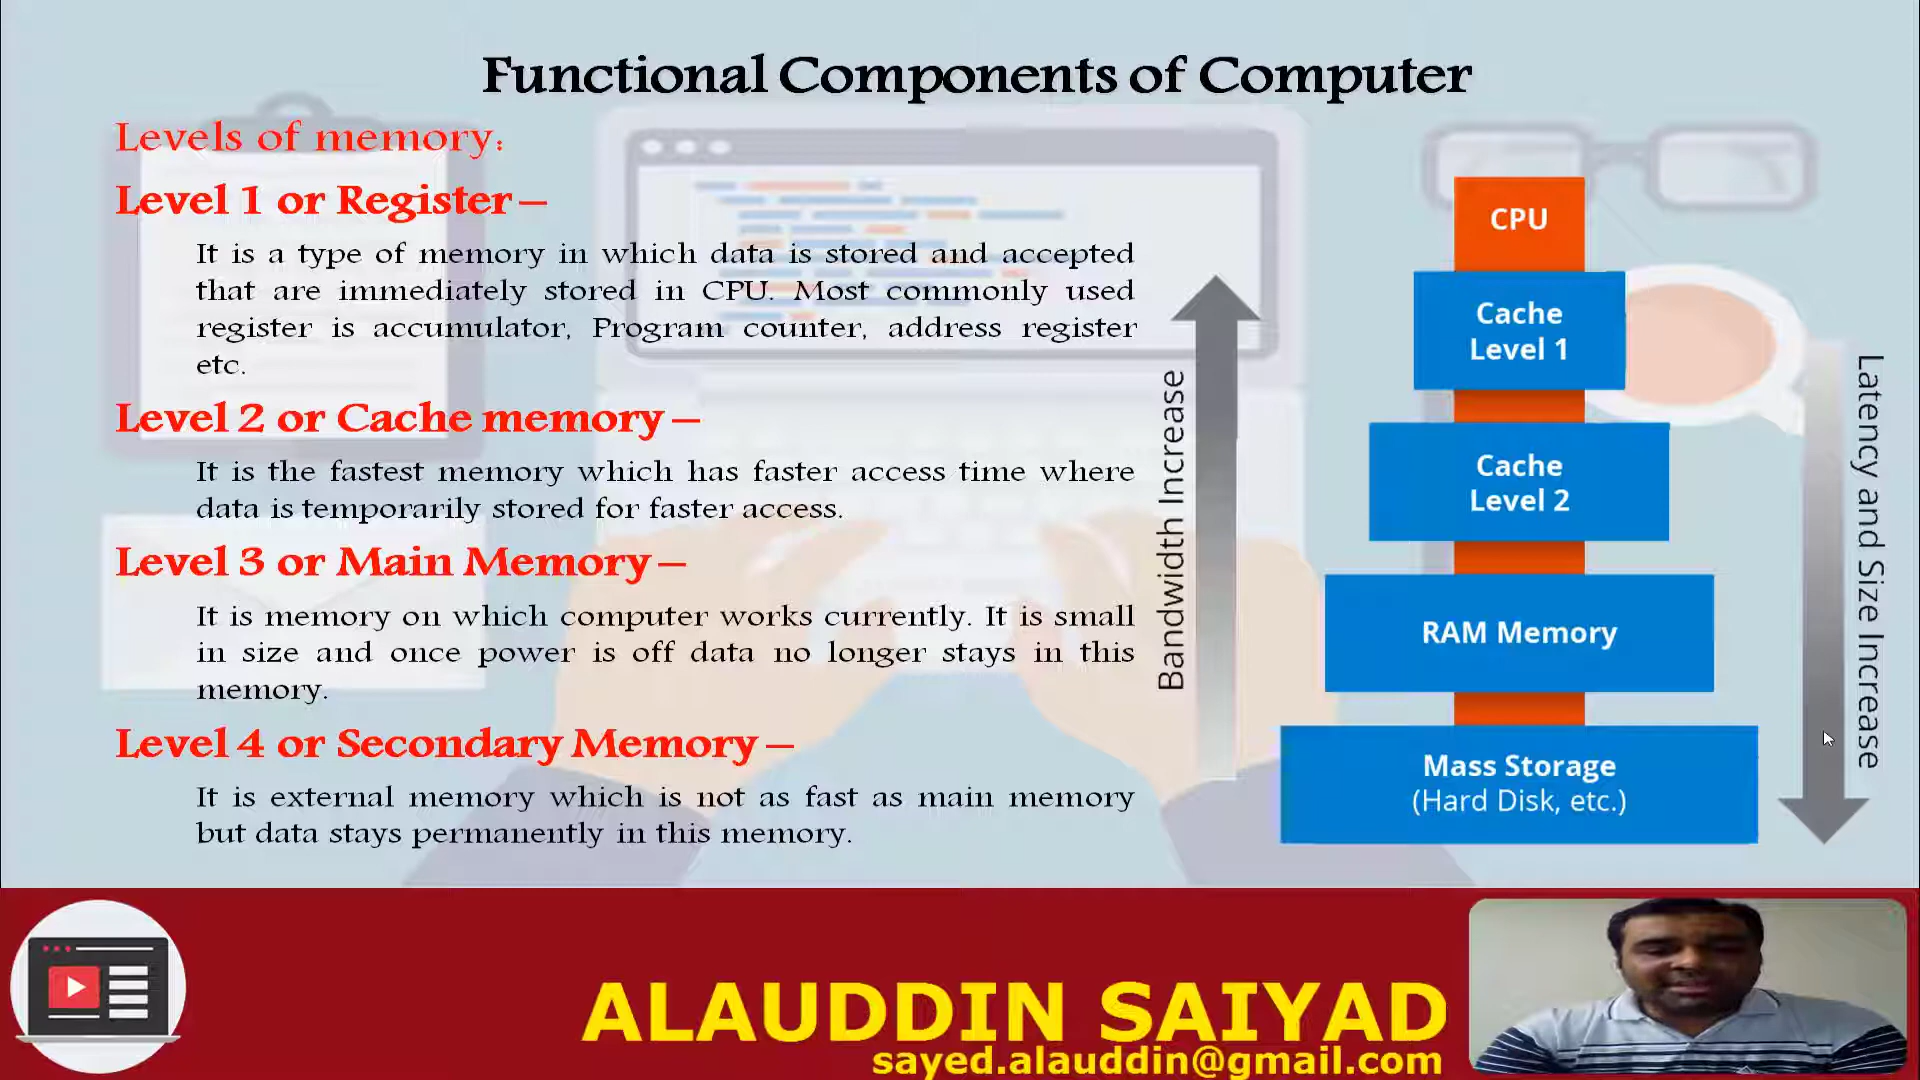 Functional Components of Computer
Levels of memory:
Level 1 or Register –
It is a type of memory in which data is stored and accepted
that are immediately stored in CPU. Most commonly used
register is accumulator, Program counter, address register
etc.
Level 2 or Cache memory –
It is the fastest memory which has faster access time where
data is temporarily stored for faster access.
Level 3 or Main Memory –
It is memory on which computer works currently. It is small
in size and once power is off data no longer stays in this
memory.
Level 4 or Secondary Memory –
It is external memory which is not as fast as main memory
but data stays permanently in this memory.
Bandwidth Increase
CPU
Cache
Level 1
Cache
Level 2
RAM Memory
Mass Storage
(Hard Disk, etc.)
Latency and Size Increase
ALAUDDIN SAIYAD
sayed.alauddin@gmail.com